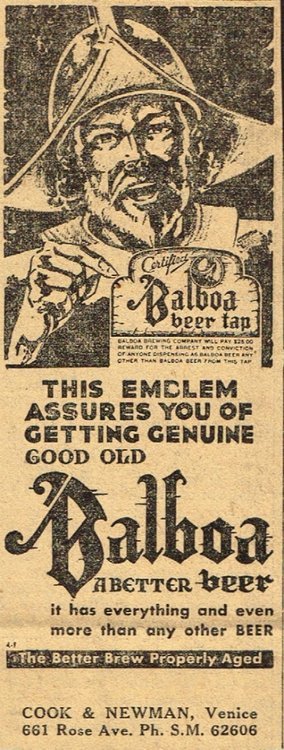 Certified
Balboa
beer tap
BALBOA BREWING COMPANY WILL PAY $25.00
REWARD FOR THE ARREST AND CONVICTION
OF ANYONE DISPENSING AS BALBOA BEER ANY
OTHER THAN BALBOA BEER FROM THIS TAP
THIS EMBLEM
ASSURES YOU OF
GETTING GENUINE
GOOD OLD
Balboa
A BETTER beer
it has everything and even
more than any other BEER
The Better Brew Properly Aged
COOK & NEWMAN, Venice
661 Rose Ave. Ph. S.M. 62606